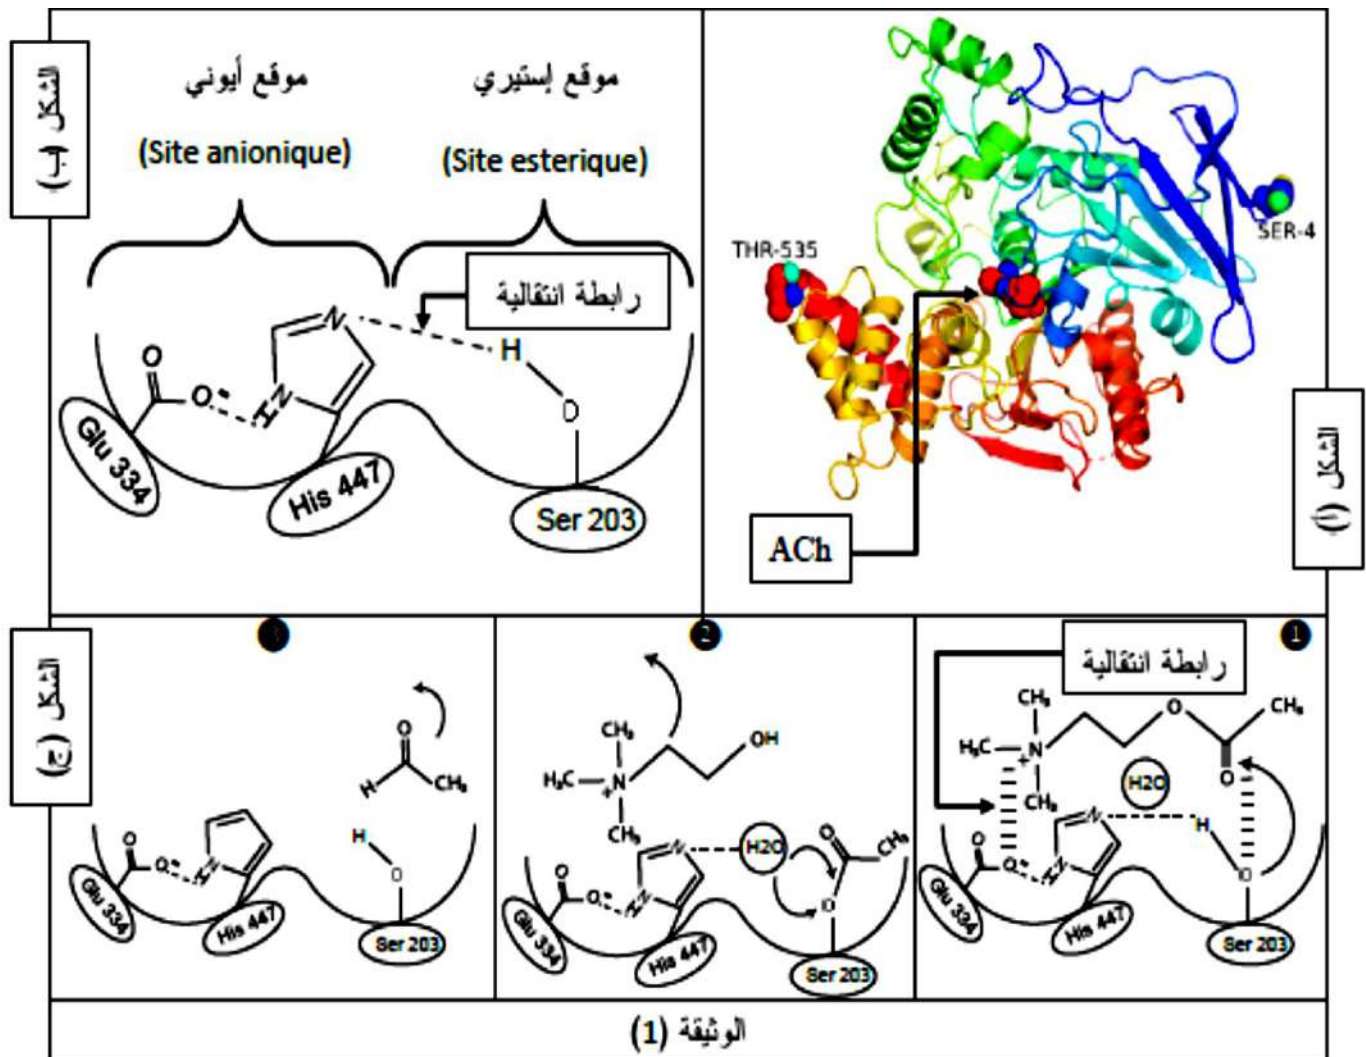 الشكل (أ)
THR-535
SER-4
ACh
الشكل (ب)
موقع إستيري
موقع أيوني
(Site esterique)
(Site anionique)
رابطة انتقالية
N
H
O
O
O
N
H
Glu 334
His 447
Ser 203
الشكل (ج)
1
رابطة انتقالية
CH₃
O
CH₃
H₃C
N
+
CH₃
O
H2O
N
H
O
O
N
H
O
Glu 334
His 447
Ser 203
2
CH₃
OH
H₃C
N
+
CH₃
N
H2O
O
CH₃
O
O
N
H
O
Glu 334
His 447
Ser 203
3
O
H
CH₃
H
O
O
O
N
H
Glu 334
His 447
Ser 203
الوثيقة (1)